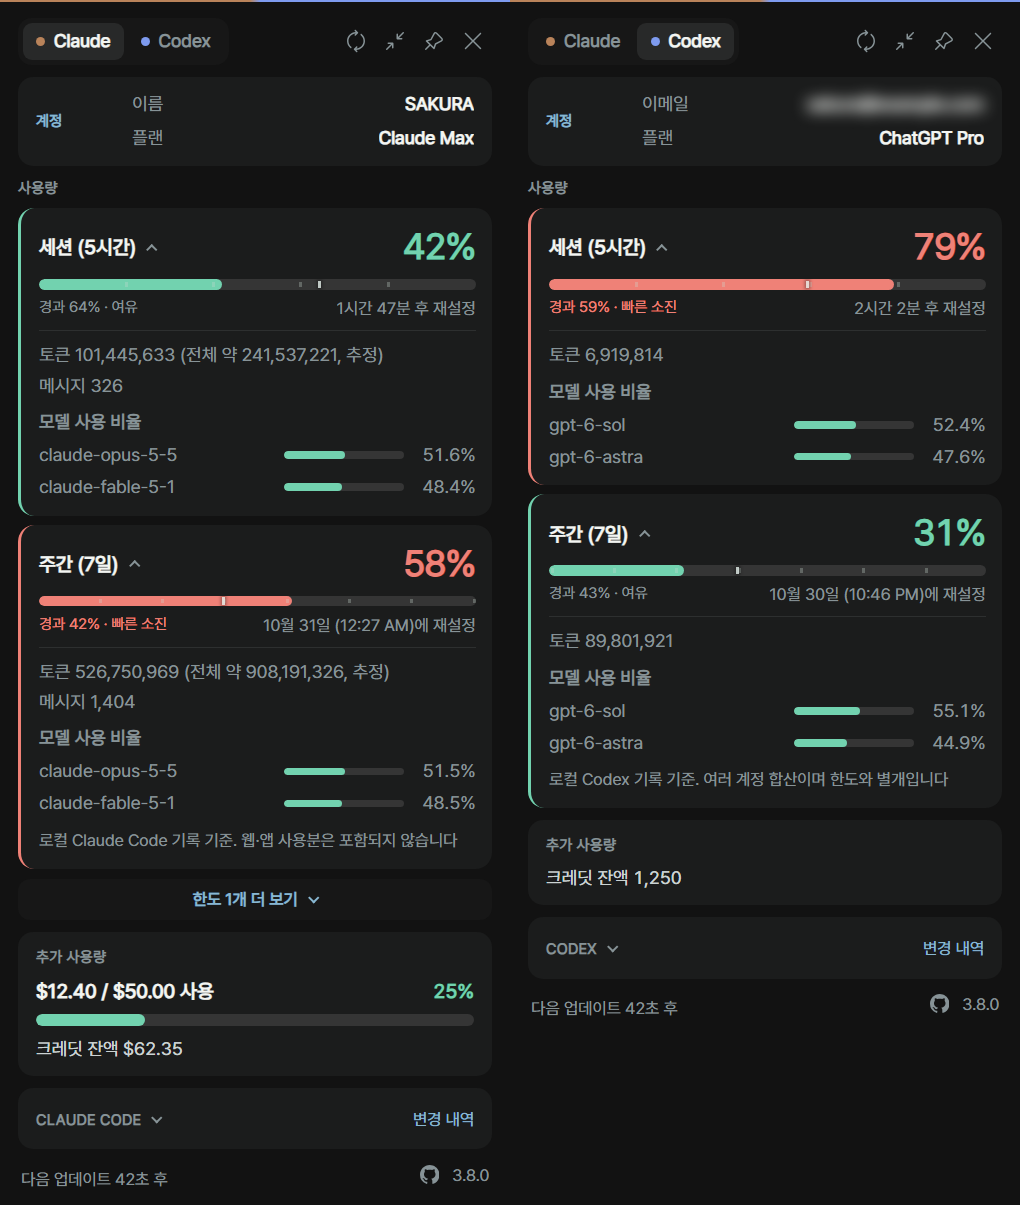 Claude
Codex
계정
이름
SAKURA
플랜
Claude Max
사용량
세션 (5시간)
42%
경과 64% · 여유
1시간 47분 후 재설정
토큰 101,445,633 (전체 약 241,537,221, 추정)
메시지 326
모델 사용 비율
claude-opus-5-5
51.6%
claude-fable-5-1
48.4%
주간 (7일)
58%
경과 42% · 빠른 소진
10월 31일 (12:27 AM)에 재설정
토큰 526,750,969 (전체 약 908,191,326, 추정)
메시지 1,404
모델 사용 비율
claude-opus-5-5
51.5%
claude-fable-5-1
48.5%
로컬 Claude Code 기록 기준. 웹·앱 사용분은 포함되지 않습니다
한도 1개 더 보기
추가 사용량
$12.40 / $50.00 사용
25%
크레딧 잔액 $62.35
CLAUDE CODE
변경 내역
다음 업데이트 42초 후
3.8.0
Claude
Codex
계정
이메일
플랜
ChatGPT Pro
사용량
세션 (5시간)
79%
경과 59% · 빠른 소진
2시간 2분 후 재설정
토큰 6,919,814
모델 사용 비율
gpt-6-sol
52.4%
gpt-6-astra
47.6%
주간 (7일)
31%
경과 43% · 여유
10월 30일 (10:46 PM)에 재설정
토큰 89,801,921
모델 사용 비율
gpt-6-sol
55.1%
gpt-6-astra
44.9%
로컬 Codex 기록 기준. 여러 계정 합산이며 한도와 별개입니다
추가 사용량
크레딧 잔액 1,250
CODEX
변경 내역
다음 업데이트 42초 후
3.8.0